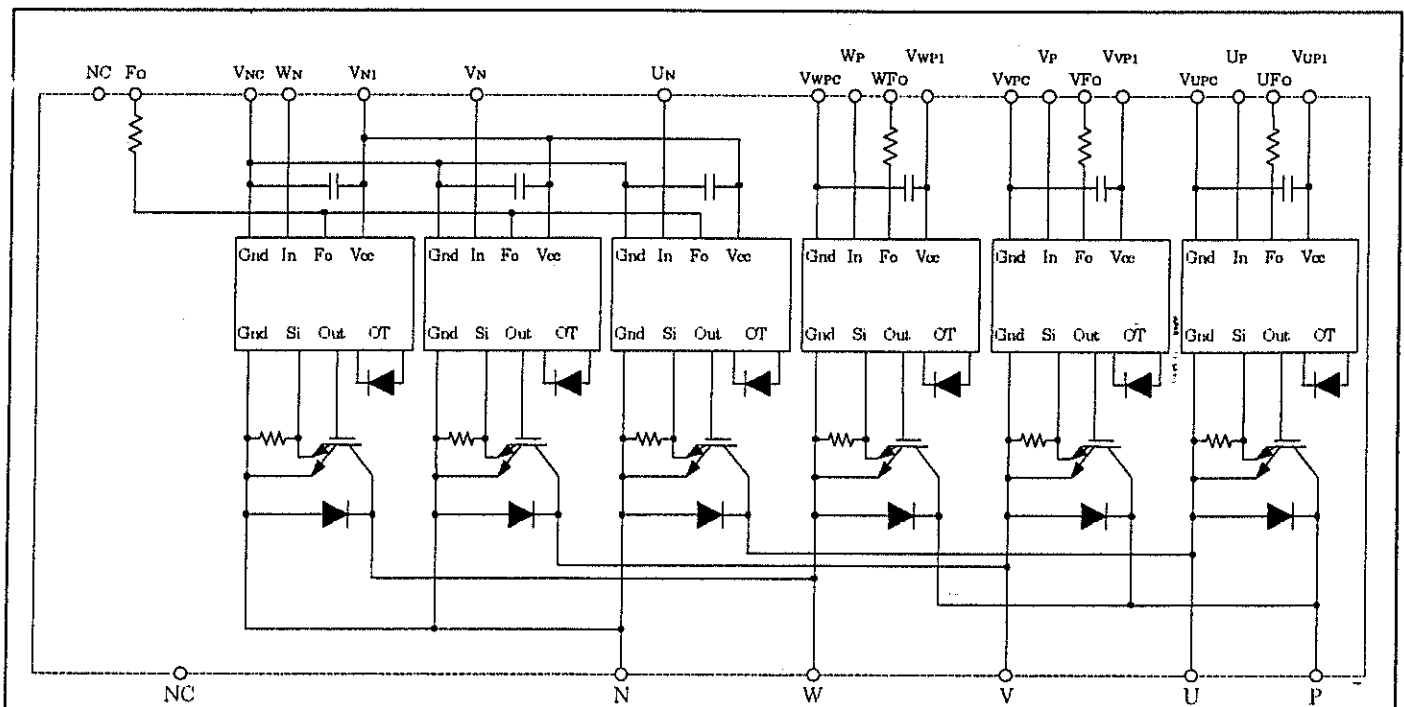 NC FO VNC WN VN1 VN UN VWPC WP WFO VWP1 VVPC VP VFO VVP1 VUPC UP UFO VUP1
Gnd In Fo Vcc Gnd In Fo Vcc Gnd In Fo Vcc Gnd In Fo Vcc Gnd In Fo Vcc Gnd In Fo Vcc
Gnd Si Out OT Gnd Si Out OT Gnd Si Out OT Gnd Si Out OT Gnd Si Out OT Gnd Si Out OT
NC N W V U P